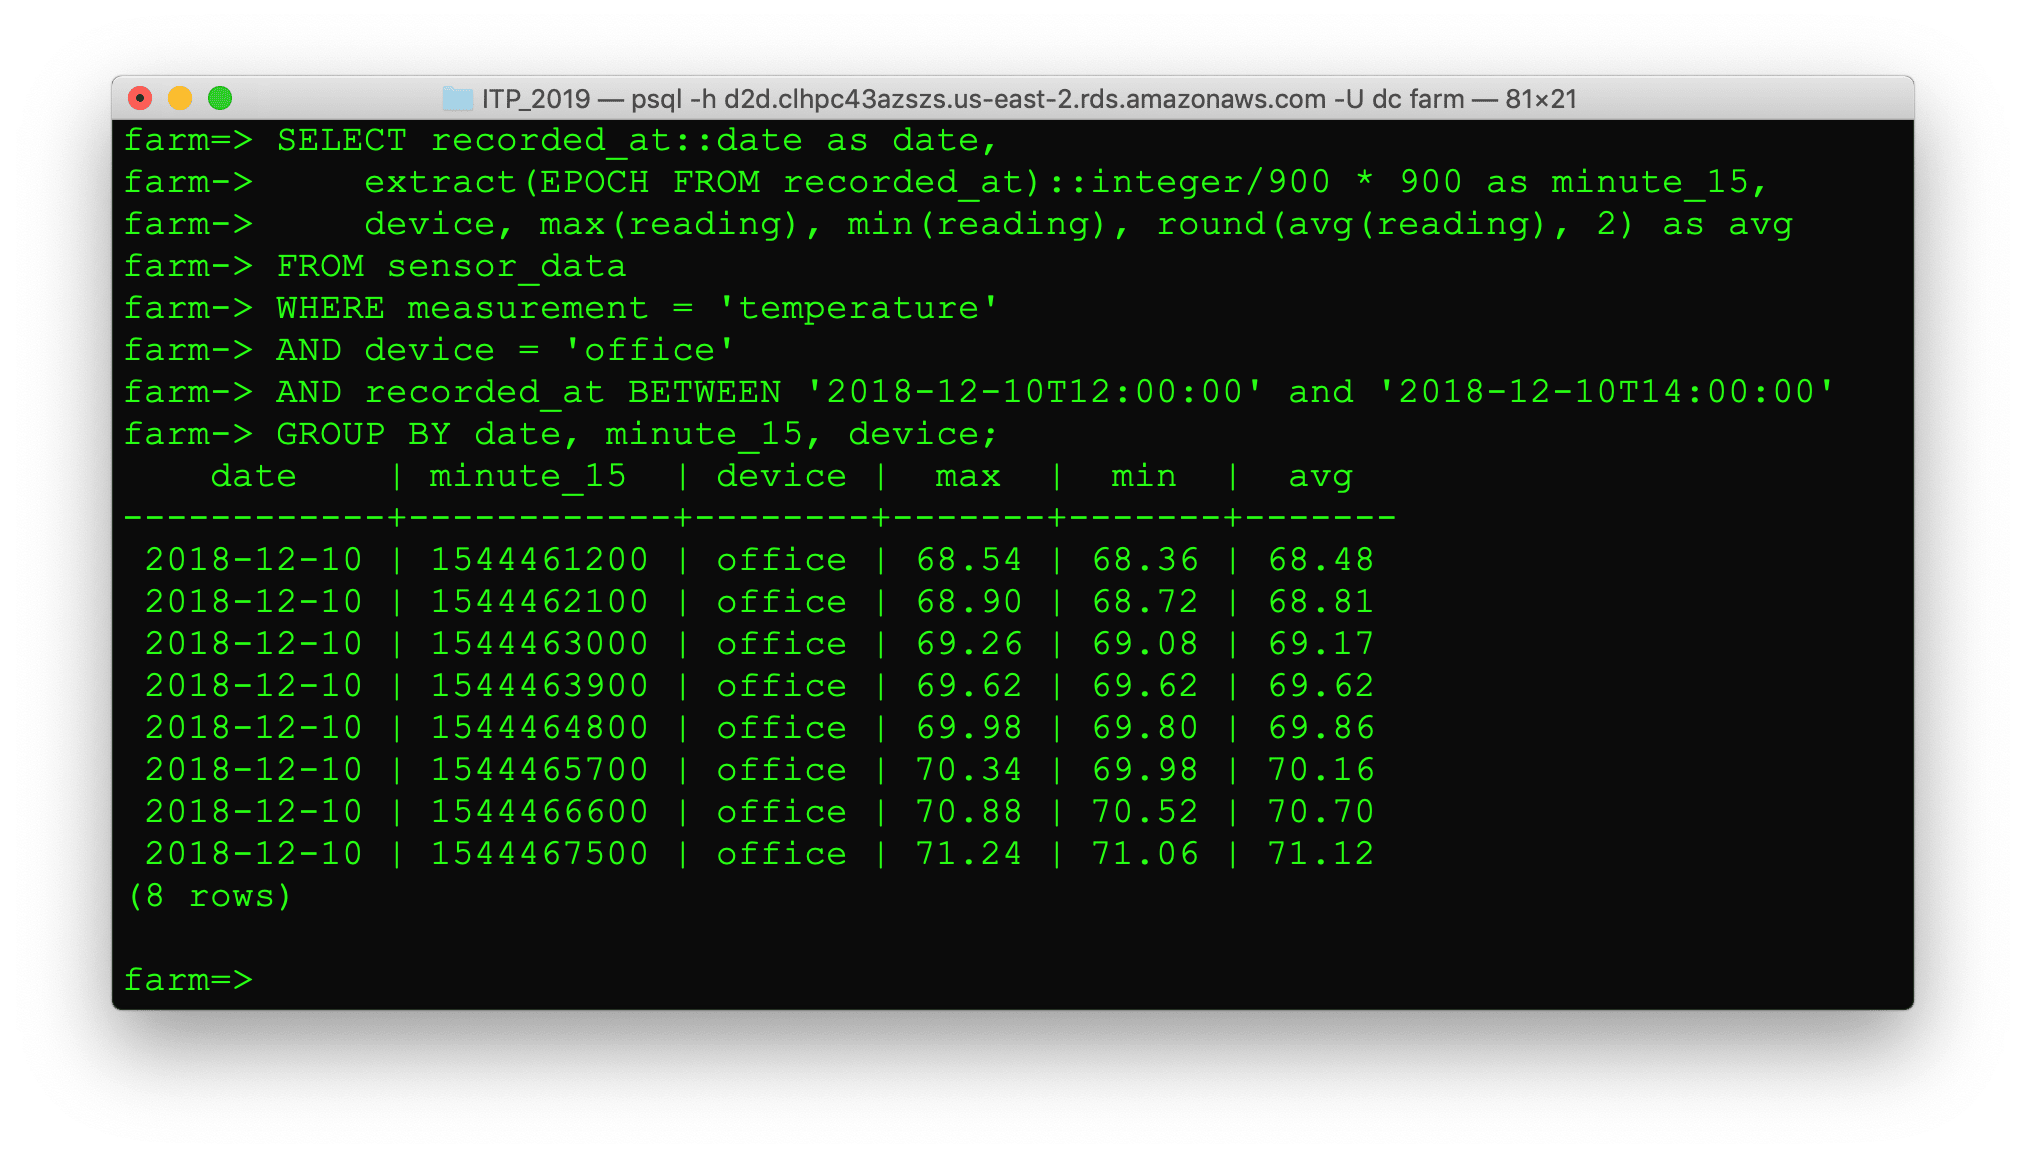 ITP_2019 — psql -h d2d.clhpc43azszs.us-east-2.rds.amazonaws.com -U dc farm — 81×21
farm=> SELECT recorded_at::date as date,
farm->     extract(EPOCH FROM recorded_at)::integer/900 * 900 as minute_15,
farm->     device, max(reading), min(reading), round(avg(reading), 2) as avg
farm-> FROM sensor_data
farm-> WHERE measurement = 'temperature'
farm-> AND device = 'office'
farm-> AND recorded_at BETWEEN '2018-12-10T12:00:00' and '2018-12-10T14:00:00'
farm-> GROUP BY date, minute_15, device;
    date    | minute_15  | device |  max  |  min  |  avg
------------+------------+--------+-------+-------+-------
 2018-12-10 | 1544461200 | office | 68.54 | 68.36 | 68.48
 2018-12-10 | 1544462100 | office | 68.90 | 68.72 | 68.81
 2018-12-10 | 1544463000 | office | 69.26 | 69.08 | 69.17
 2018-12-10 | 1544463900 | office | 69.62 | 69.62 | 69.62
 2018-12-10 | 1544464800 | office | 69.98 | 69.80 | 69.86
 2018-12-10 | 1544465700 | office | 70.34 | 69.98 | 70.16
 2018-12-10 | 1544466600 | office | 70.88 | 70.52 | 70.70
 2018-12-10 | 1544467500 | office | 71.24 | 71.06 | 71.12
(8 rows)
farm=>